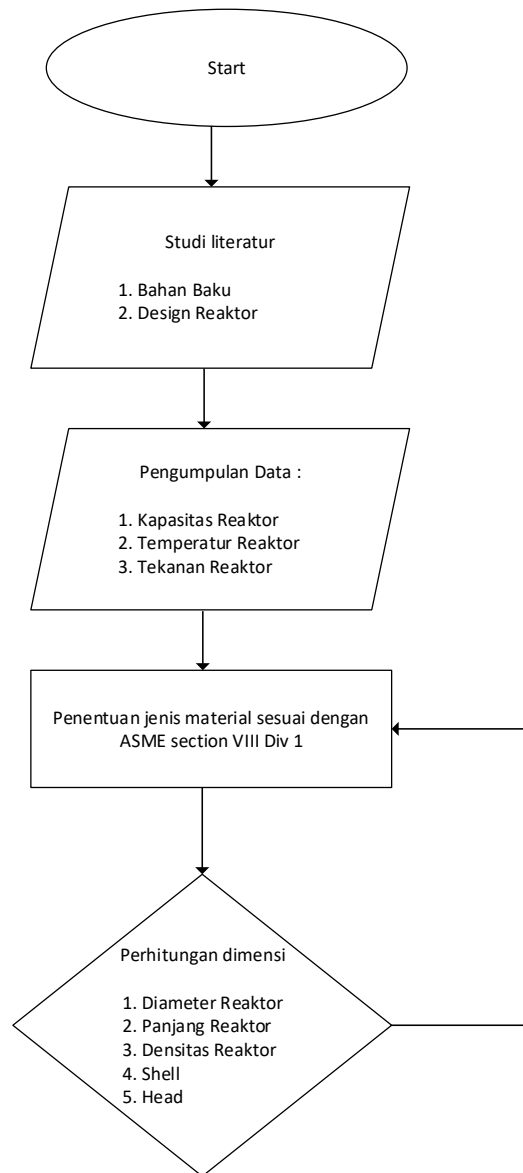 Start
Studi literatur
1. Bahan Baku
2. Design Reaktor
Pengumpulan Data :
1. Kapasitas Reaktor
2. Temperatur Reaktor
3. Tekanan Reaktor
Penentuan jenis material sesuai dengan
ASME section VIII Div 1
Perhitungan dimensi
1. Diameter Reaktor
2. Panjang Reaktor
3. Densitas Reaktor
4. Shell
5. Head